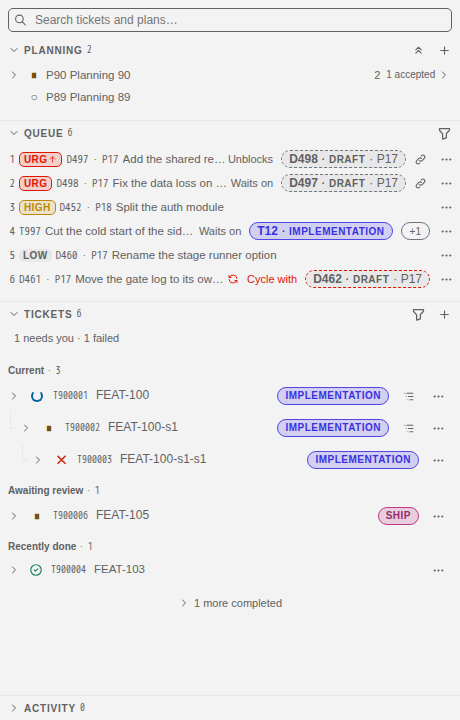 Search tickets and plans…
PLANNING 2
P90 Planning 90 2 1 accepted
P89 Planning 89
QUEUE 6
1 URG↑ D497 · P17 Add the shared re… Unblocks D498 · DRAFT · P17
2 URG D498 · P17 Fix the data loss on … Waits on D497 · DRAFT · P17
3 HIGH D452 · P18 Split the auth module
4 T997 Cut the cold start of the sid… Waits on T12 · IMPLEMENTATION +1
5 LOW D460 · P17 Rename the stage runner option
6 D461 · P17 Move the gate log to its ow… Cycle with D462 · DRAFT · P17
TICKETS 6
1 needs you · 1 failed
Current · 3
T900001 FEAT-100 IMPLEMENTATION
T900002 FEAT-100-s1 IMPLEMENTATION
T900003 FEAT-100-s1-s1 IMPLEMENTATION
Awaiting review · 1
T900006 FEAT-105 SHIP
Recently done · 1
T900004 FEAT-103
1 more completed
ACTIVITY 0